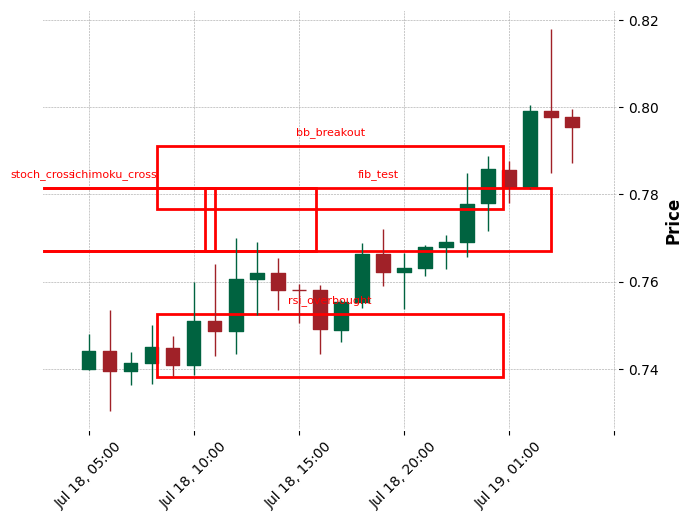 0.82
0.80
bb_breakout
stoch_cross
ichimoku_cross
fib_test
0.78
Price
0.76
rsi_overbought
0.74
Jul 18, 05:00
Jul 18, 10:00
Jul 18, 15:00
Jul 18, 20:00
Jul 19, 01:00